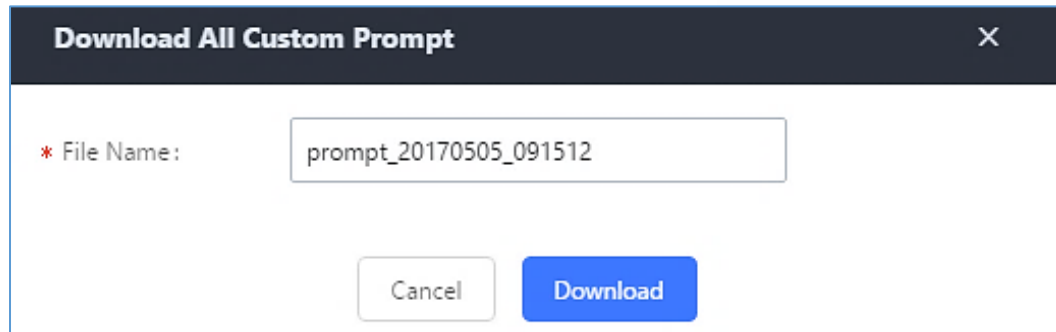 Download All Custom Prompt ×
* File Name: prompt_20170505_091512
Cancel Download